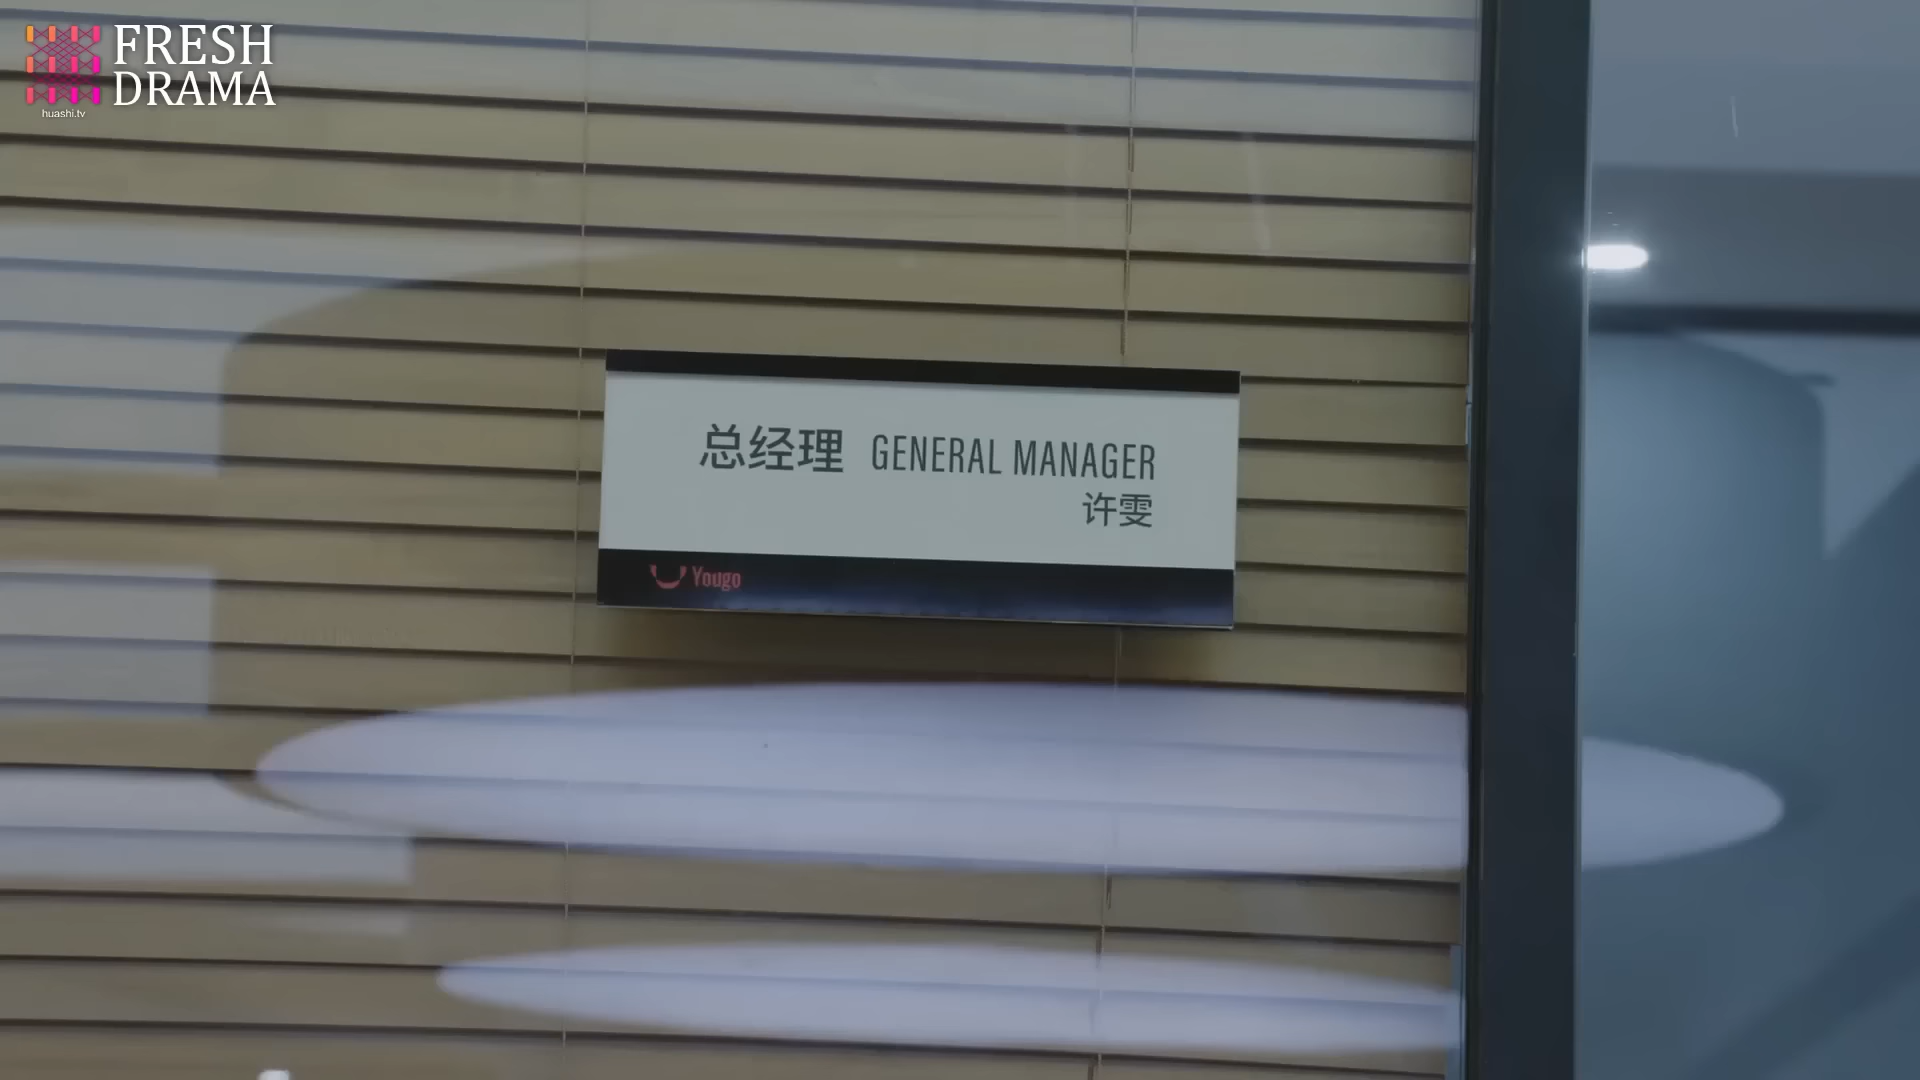 FRESH
DRAMA
huashi.tv
总经理 GENERAL MANAGER
许雯
Yougo